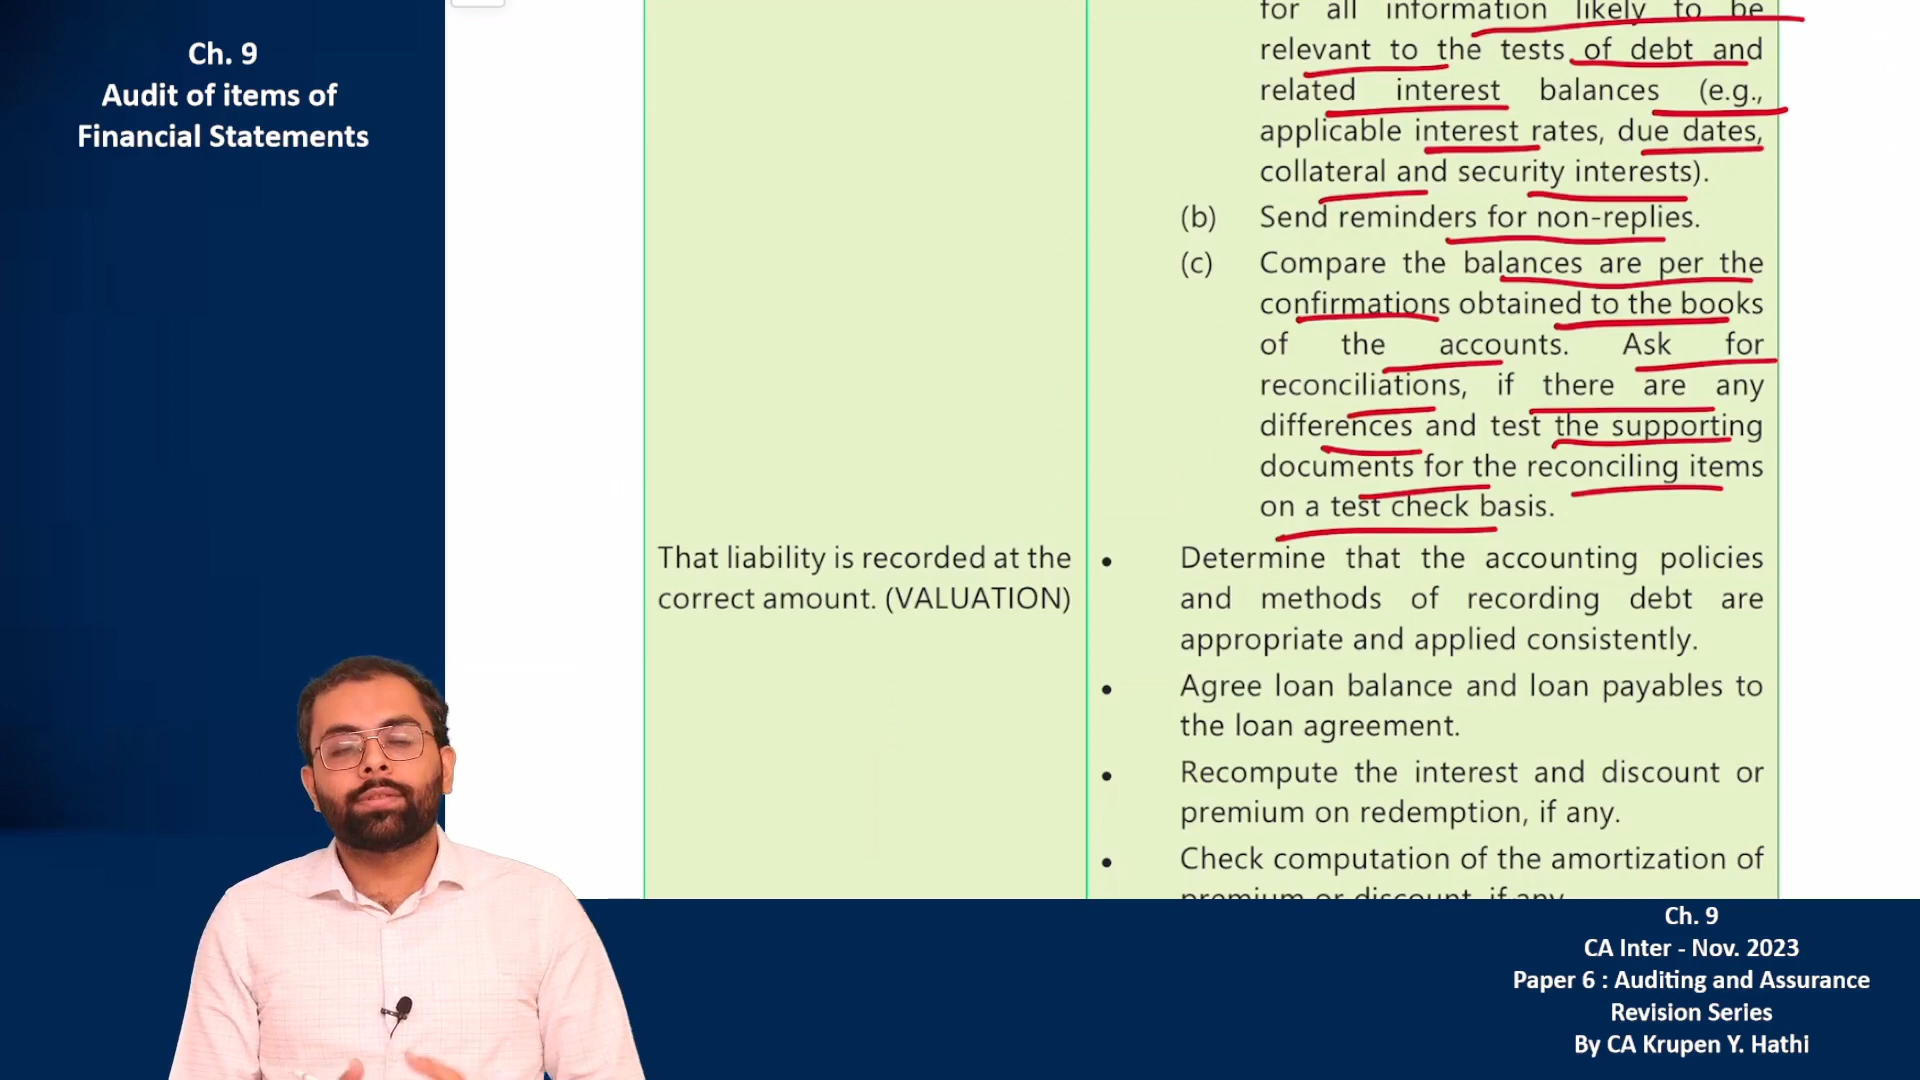 Ch. 9
Audit of items of
Financial Statements
for all information likely to be
relevant to the tests of debt and
related interest balances (e.g.,
applicable interest rates, due dates,
collateral and security interests).
(b) Send reminders for non-replies.
(c) Compare the balances are per the
confirmations obtained to the books
of the accounts. Ask for
reconciliations, if there are any
differences and test the supporting
documents for the reconciling items
on a test check basis.
That liability is recorded at the
correct amount. (VALUATION)
• Determine that the accounting policies
and methods of recording debt are
appropriate and applied consistently.
• Agree loan balance and loan payables to
the loan agreement.
• Recompute the interest and discount or
premium on redemption, if any.
• Check computation of the amortization of
premium or discount, if any.
Ch. 9
CA Inter - Nov. 2023
Paper 6 : Auditing and Assurance
Revision Series
By CA Krupen Y. Hathi